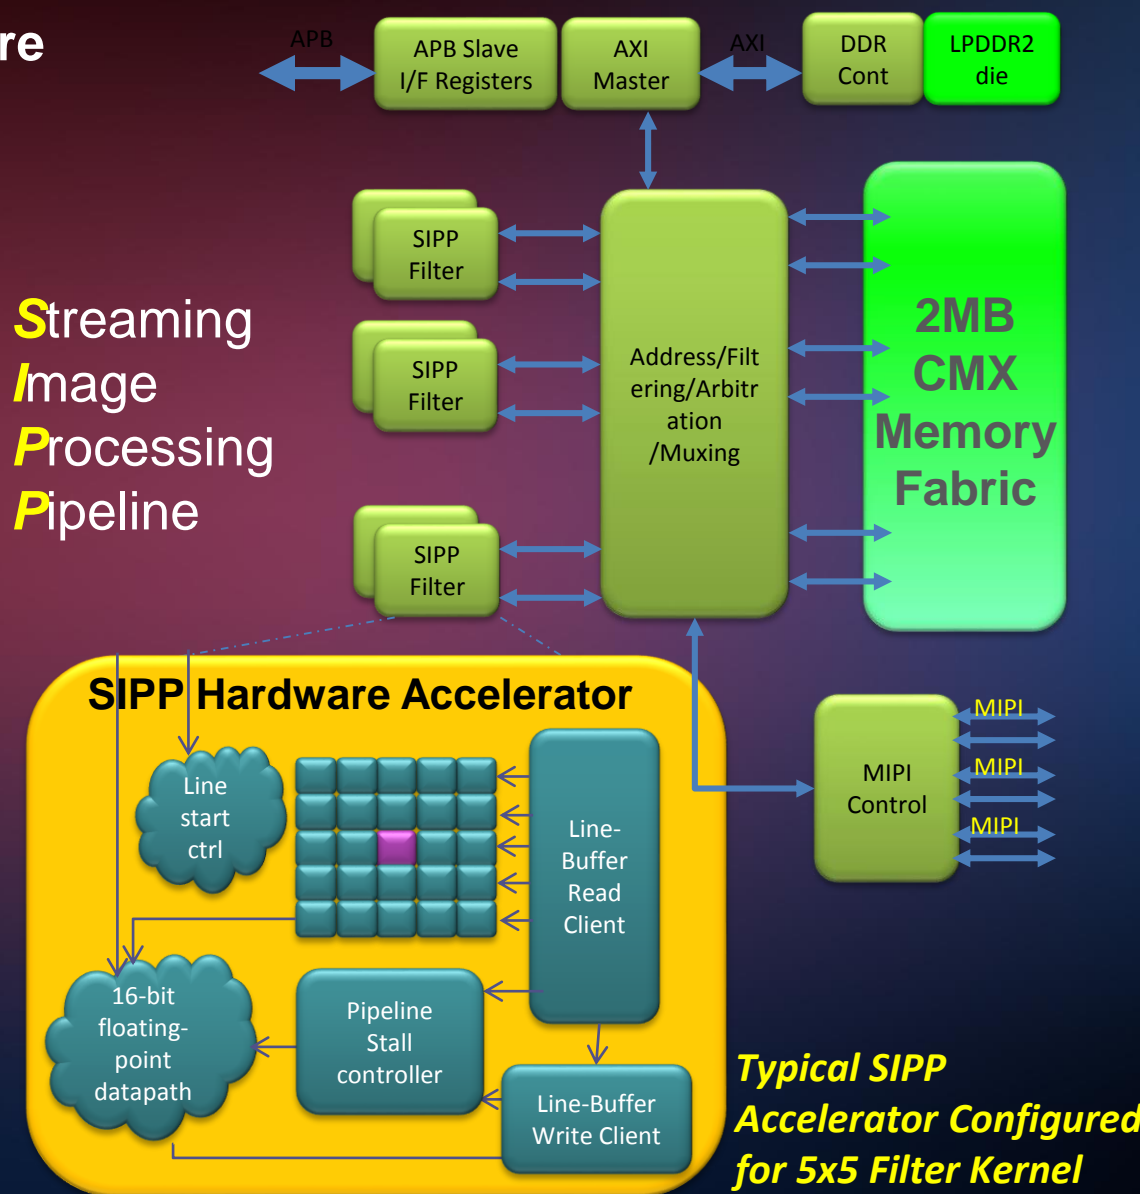 re
APB
APB Slave
I/F Registers
AXI
Master
AXI
DDR
Cont
LPDDR2
die
SIPP
Filter
SIPP
Filter
SIPP
Filter
Address/Filt
ering/Arbitr
ation
/Muxing
2MB
CMX
Memory
Fabric
Streaming
Image
Processing
Pipeline
SIPP Hardware Accelerator
Line
start
ctrl
Line-
Buffer
Read
Client
16-bit
floating-
point
datapath
Pipeline
Stall
controller
Line-Buffer
Write Client
MIPI
Control
MIPI
MIPI
MIPI
Typical SIPP
Accelerator Configured
for 5x5 Filter Kernel